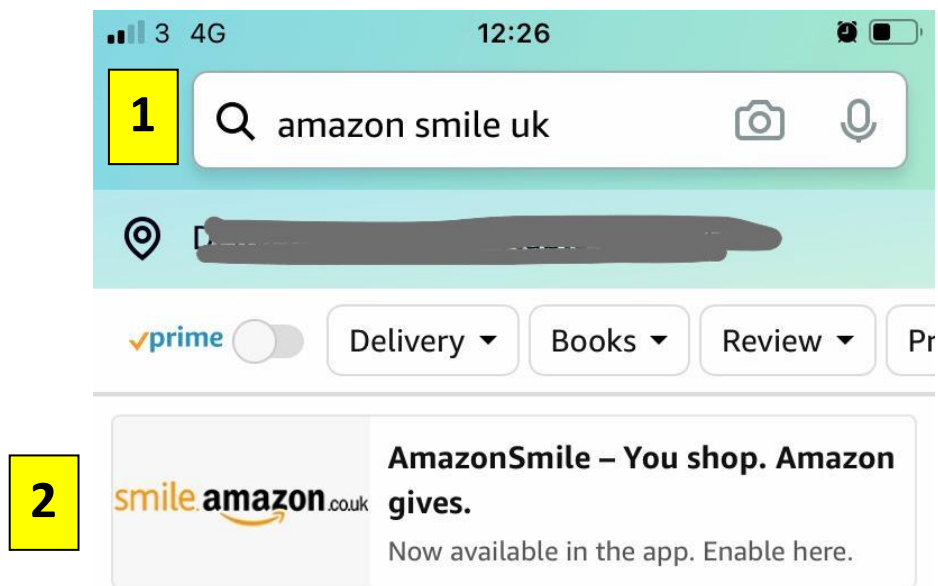 3 4G 12:26
1 amazon smile uk
prime Delivery Books Review Pr
AmazonSmile – You shop. Amazon
2 smile.amazon.co.uk gives.
Now available in the app. Enable here.